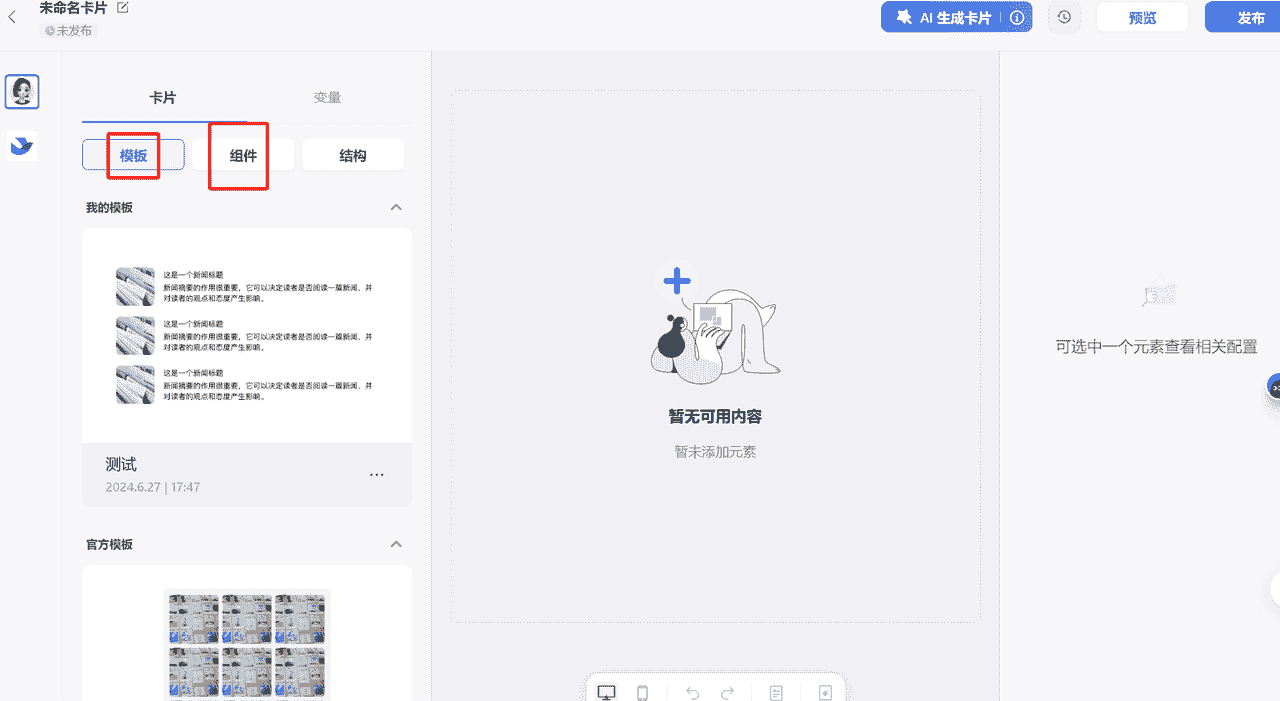 未命名卡片
未发布
AI 生成卡片
预览
发布
卡片
变量
模板
组件
结构
我的模板
这是一个新闻标题
新闻摘要的作用很重要，它可以决定读者是否阅读一篇新闻，并
对读者的观点和态度产生影响。
这是一个新闻标题
新闻摘要的作用很重要，它可以决定读者是否阅读一篇新闻，并
对读者的观点和态度产生影响。
这是一个新闻标题
新闻摘要的作用很重要，它可以决定读者是否阅读一篇新闻，并
对读者的观点和态度产生影响。
测试
2024.6.27 | 17:47
官方模板
暂无可用内容
暂未添加元素
可选中一个元素查看相关配置